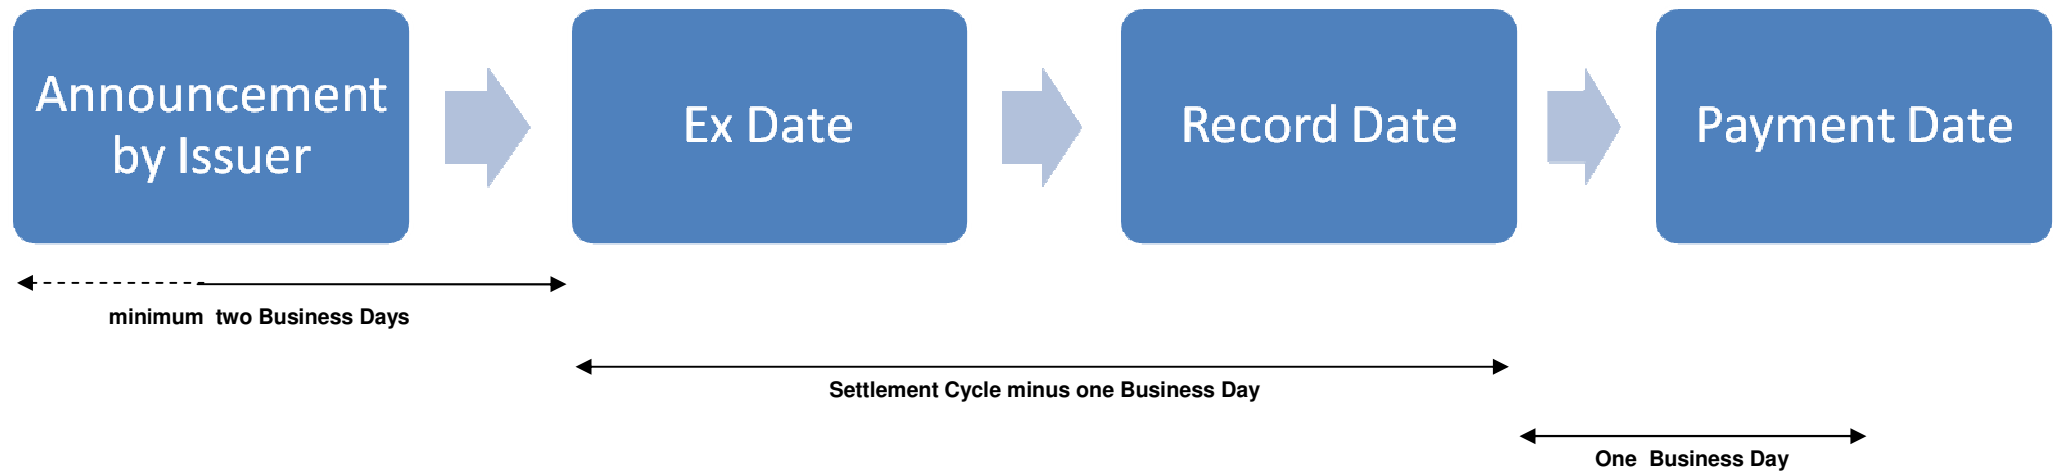 Announcement
by Issuer
Ex Date
Record Date
Payment Date
minimum two Business Days
Settlement Cycle minus one Business Day
One Business Day